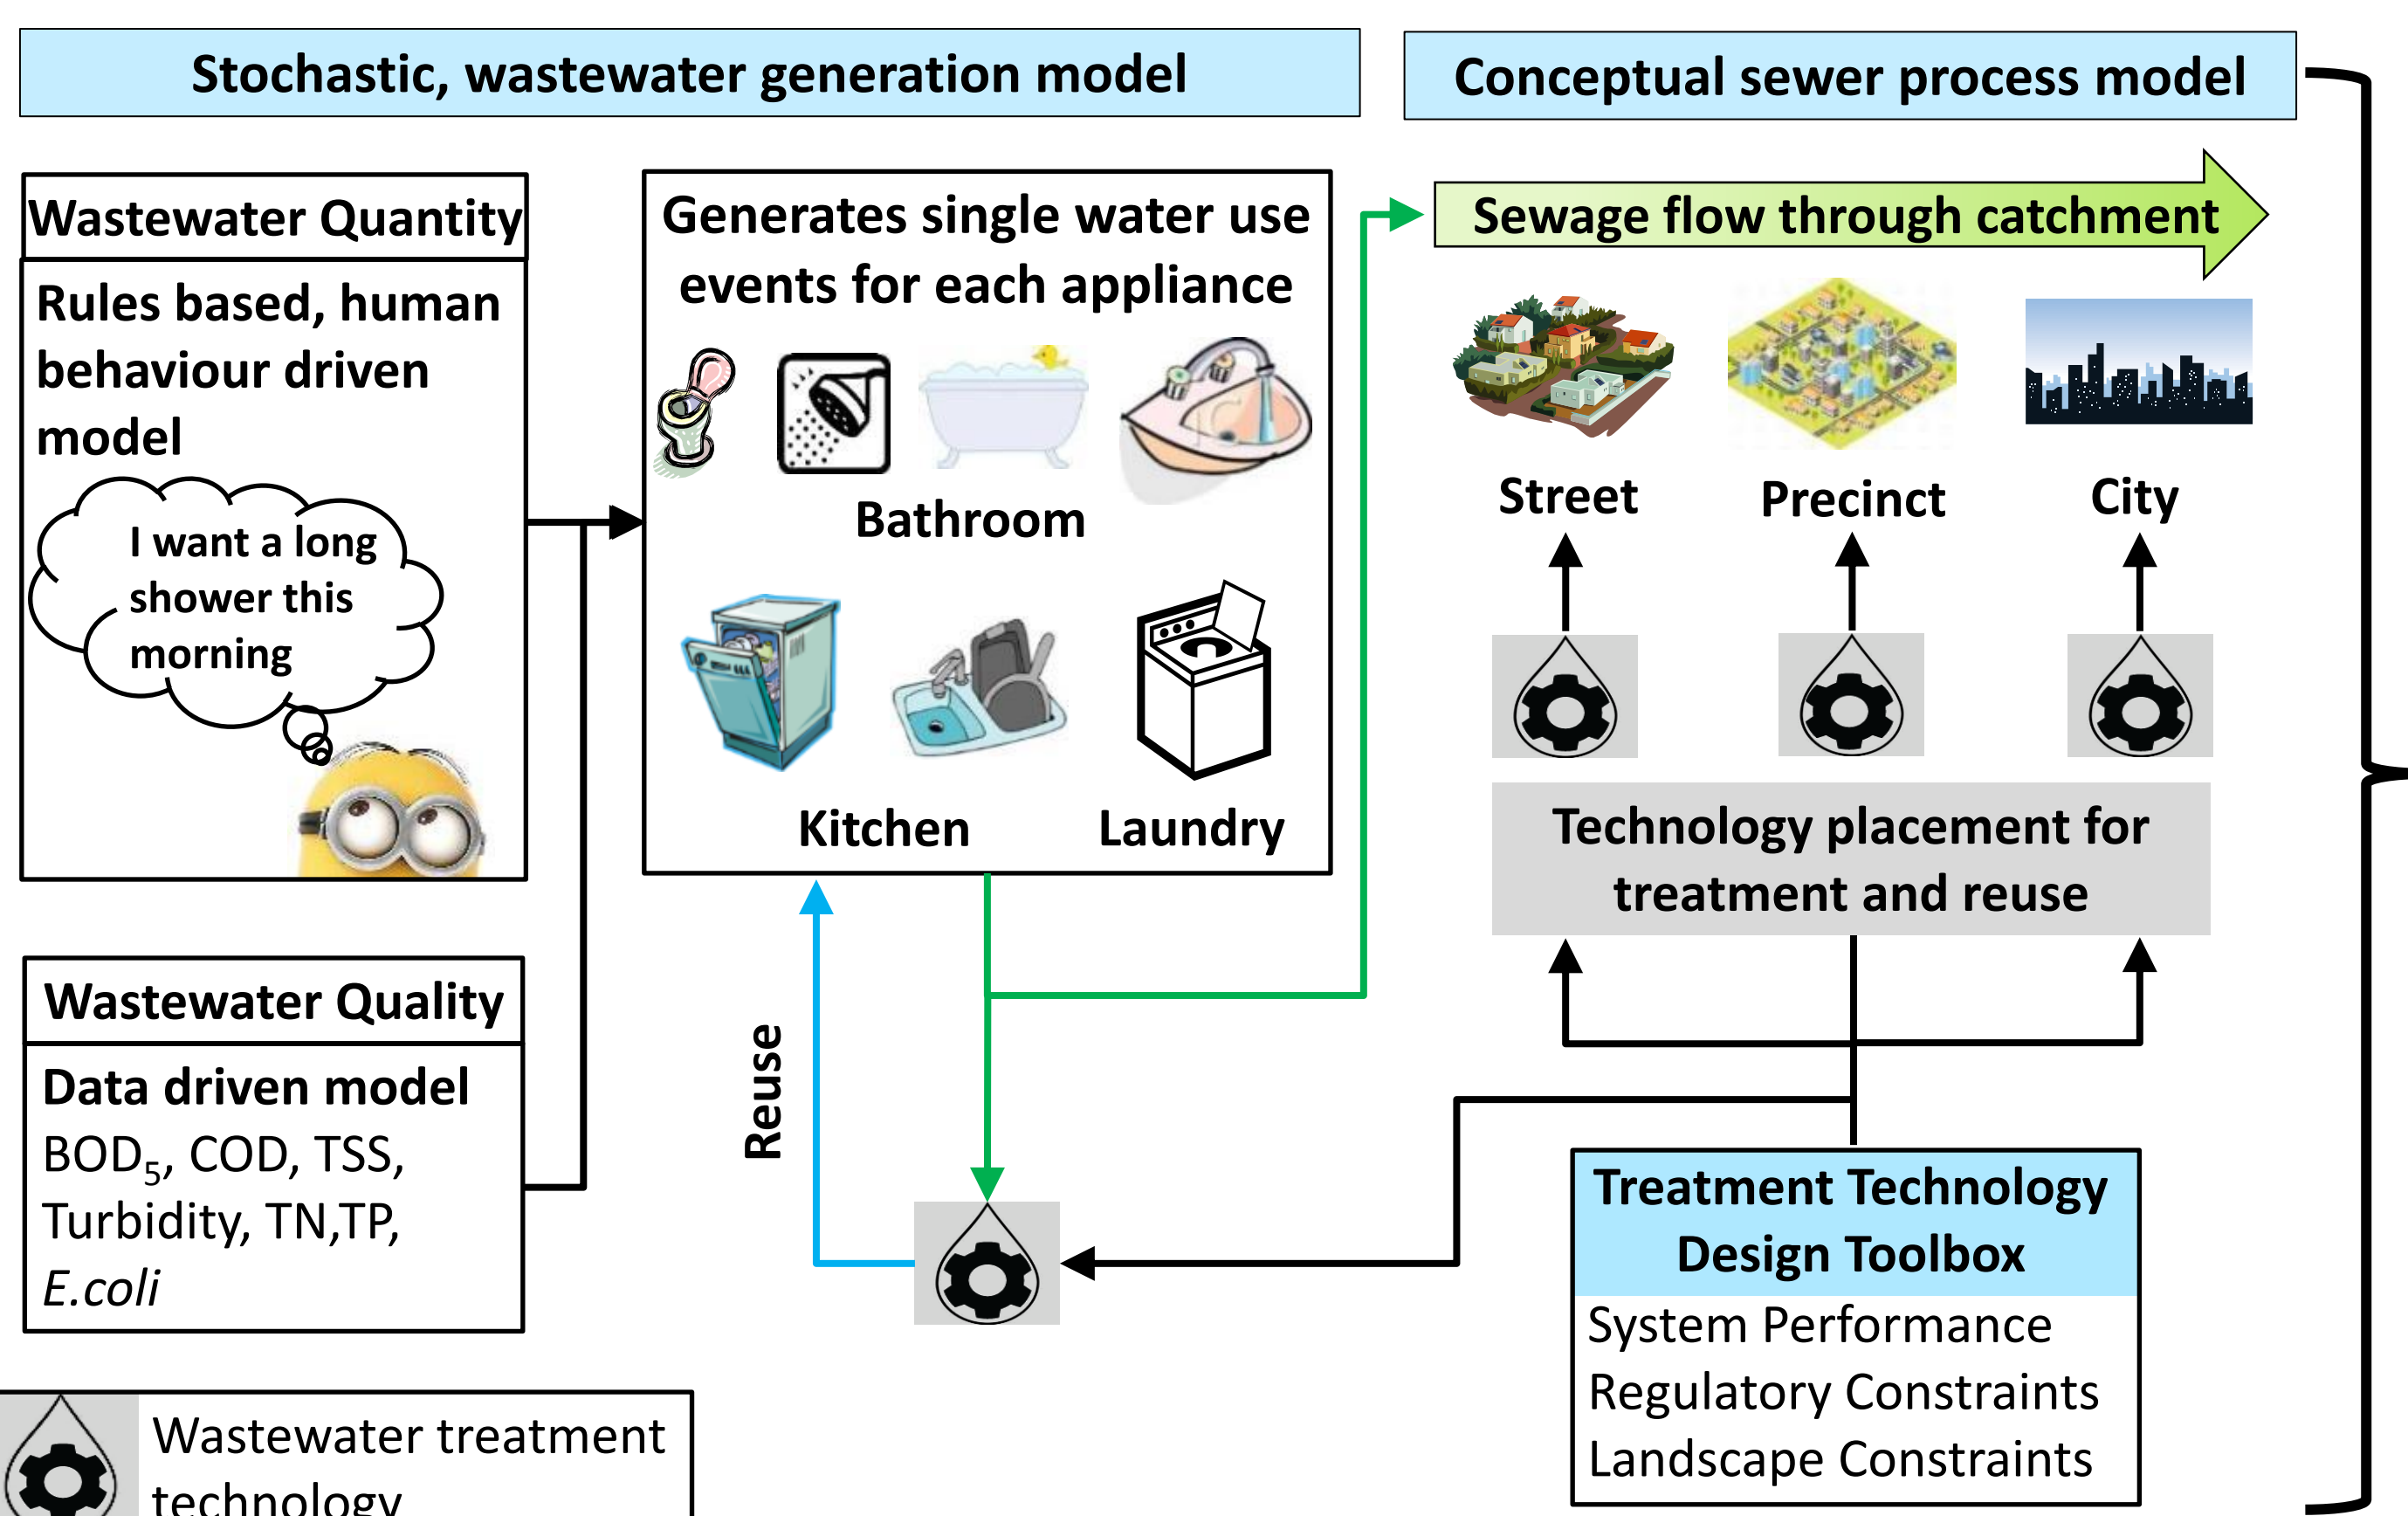 Stochastic, wastewater generation model
Conceptual sewer process model
Wastewater Quantity
Rules based, human
behaviour driven
model
I want a long
shower this
morning
Wastewater Quality
Data driven model
BOD₅, COD, TSS,
Turbidity, TN,TP,
E.coli
Generates single water use
events for each appliance
Bathroom
Kitchen
Laundry
Reuse
Sewage flow through catchment
Street
Precinct
City
Technology placement for
treatment and reuse
Treatment Technology
Design Toolbox
System Performance
Regulatory Constraints
Landscape Constraints
Wastewater treatment
technology